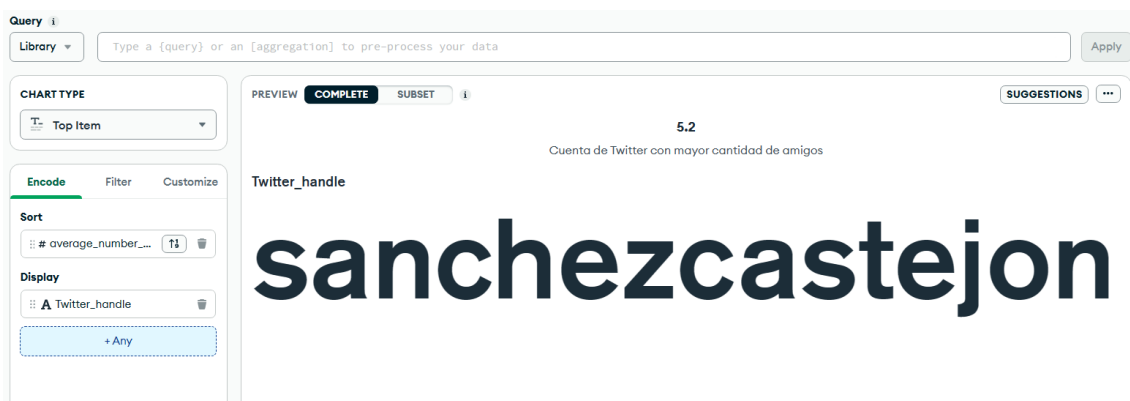 Query i
Library Type a {query} or an [aggregation] to pre-process your data Apply
CHART TYPE
Top Item
PREVIEW COMPLETE SUBSET i SUGGESTIONS ...
5.2
Cuenta de Twitter con mayor cantidad de amigos
Encode Filter Customize
Twitter_handle
Sort
# average_number_...
sanchezcastejon
Display
A Twitter_handle
+ Any